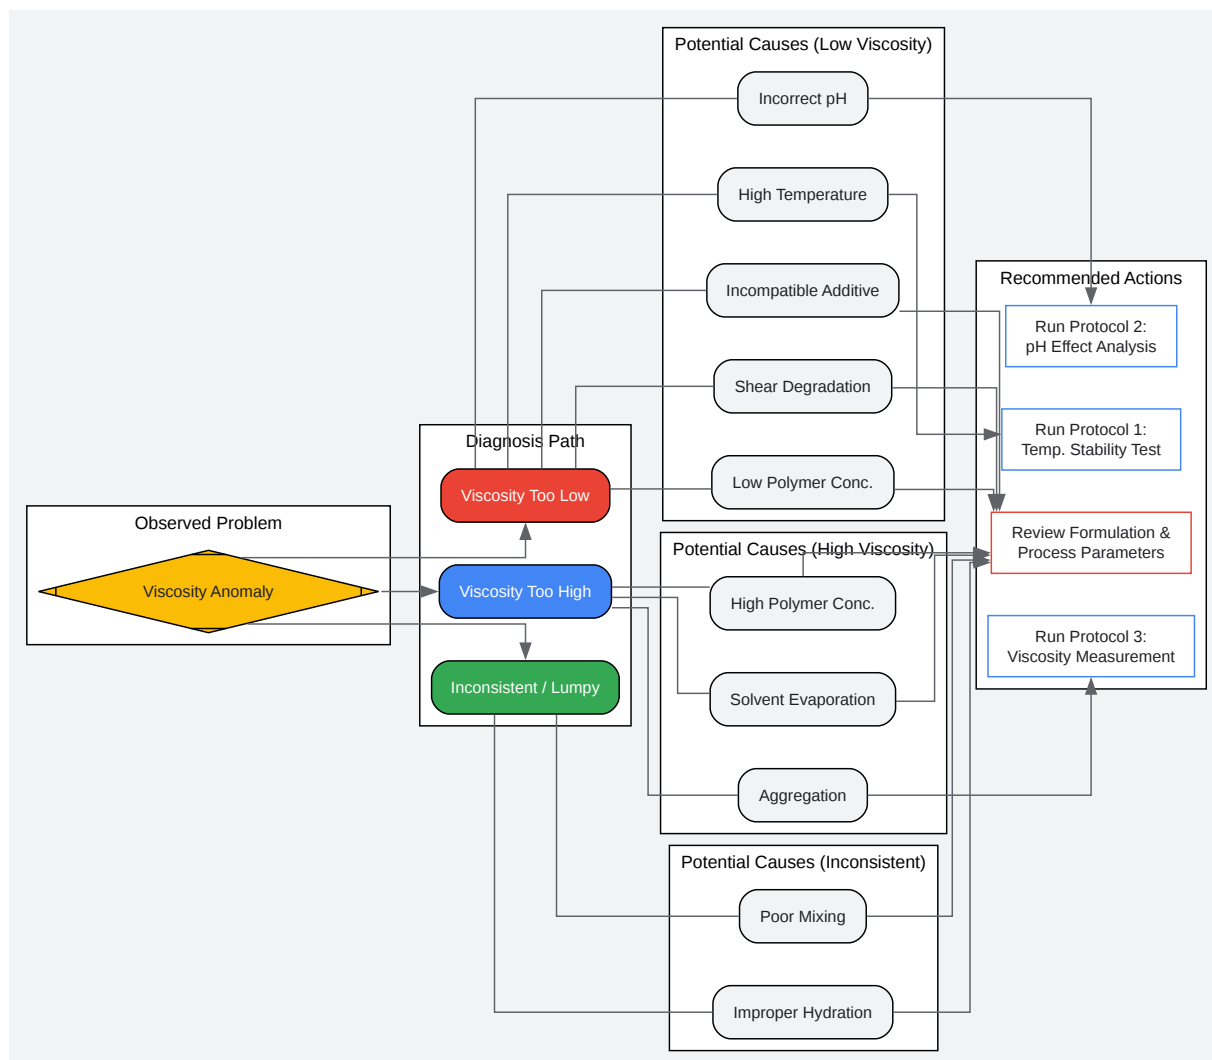 Observed Problem
Viscosity Anomaly
Diagnosis Path
Viscosity Too Low
Viscosity Too High
Inconsistent / Lumpy
Potential Causes (Low Viscosity)
Incorrect pH
High Temperature
Incompatible Additive
Shear Degradation
Low Polymer Conc.
Potential Causes (High Viscosity)
High Polymer Conc.
Solvent Evaporation
Aggregation
Potential Causes (Inconsistent)
Poor Mixing
Improper Hydration
Recommended Actions
Run Protocol 2:
pH Effect Analysis
Run Protocol 1:
Temp. Stability Test
Review Formulation &
Process Parameters
Run Protocol 3:
Viscosity Measurement